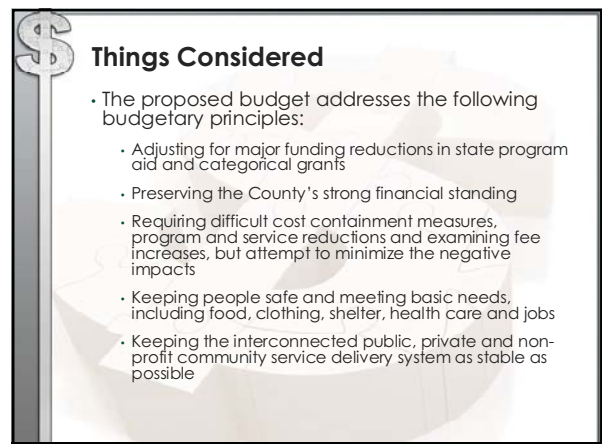 Things Considered
• The proposed budget addresses the following
budgetary principles:
• Adjusting for major funding reductions in state program
aid and categorical grants
• Preserving the County's strong financial standing
• Requiring difficult cost containment measures,
program and service reductions and examining fee
increases, but attempt to minimize the negative
impacts
• Keeping people safe and meeting basic needs,
including food, clothing, shelter, health care and jobs
• Keeping the interconnected public, private and non-
profit community service delivery system as stable as
possible